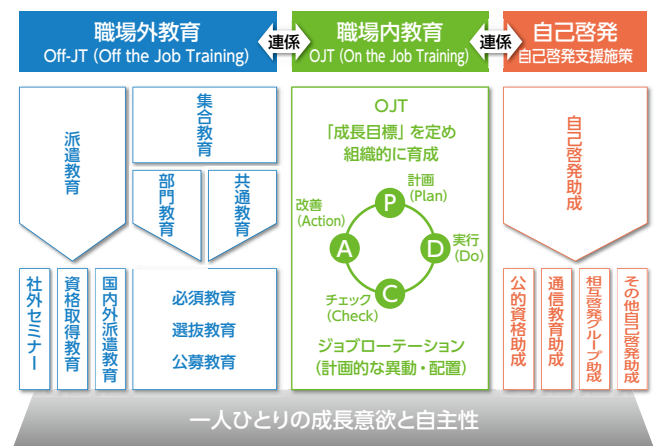 職場外教育
Off-JT (Off the Job Training)
連係
職場内教育
OJT (On the Job Training)
連係
自己啓発
自己啓発支援施策
派遣教育
集合教育
部門教育
共通教育
社外セミナー
資格取得教育
国内外派遣教育
必須教育
選抜教育
公募教育
OJT
「成長目標」を定め
組織的に育成
P
計画
(Plan)
改善
(Action)
A
D
実行
(Do)
チェック
(Check)
C
ジョブローテーション
(計画的な異動・配置)
自己啓発助成
公的資格助成
通信教育助成
相互啓発グループ助成
その他自己啓発助成
一人ひとりの成長意欲と自主性